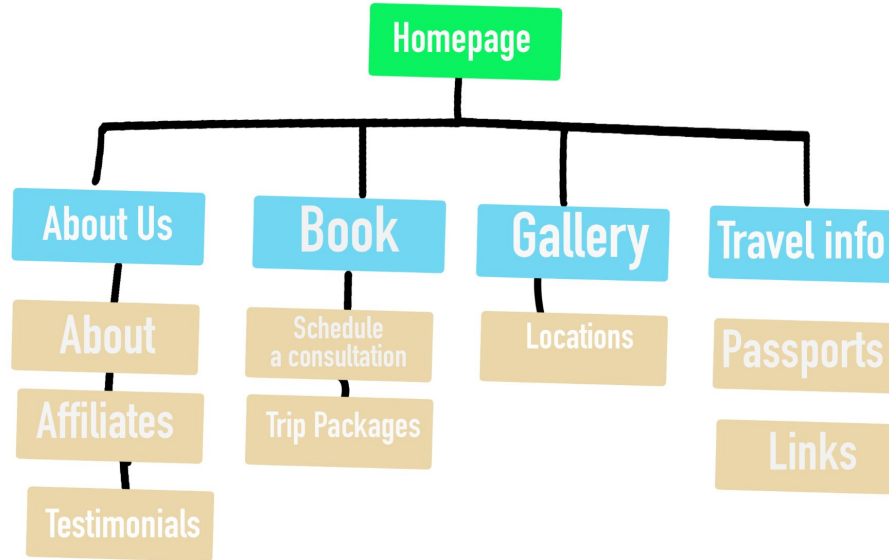 Homepage
About Us
Book
Gallery
Travel info
About
Schedule
a consultation
Locations
Passports
Affiliates
Trip Packages
Links
Testimonials